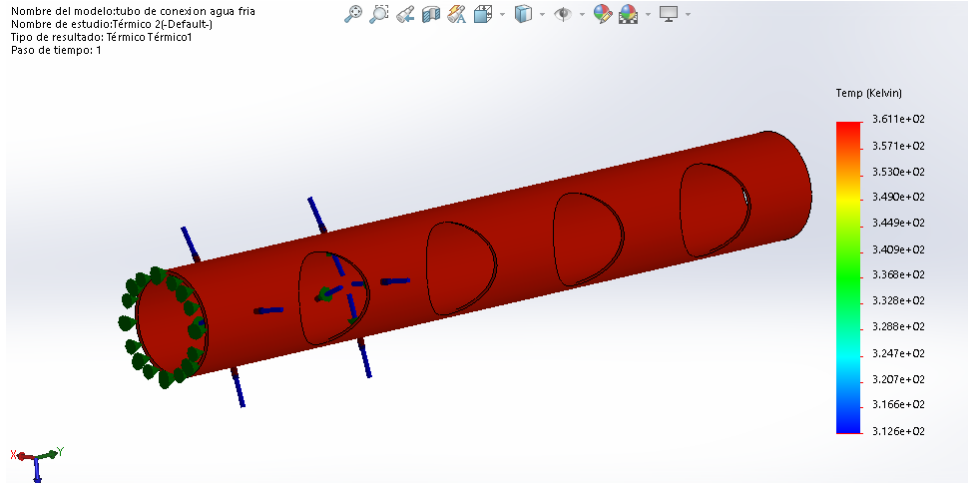 Nombre del modelo:tubo de conexion agua fria
Nombre de estudio:Térmico 2(-Default-)
Tipo de resultado: Térmico Térmico1
Paso de tiempo: 1
Temp (Kelvin)
3.611e+02
3.571e+02
3.530e+02
3.490e+02
3.449e+02
3.409e+02
3.368e+02
3.328e+02
3.288e+02
3.247e+02
3.207e+02
3.166e+02
3.126e+02
X Y